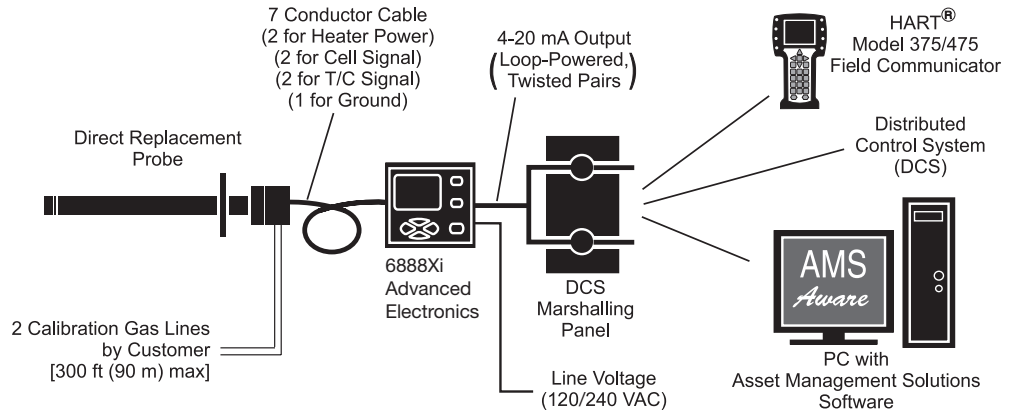 7 Conductor Cable
(2 for Heater Power)
(2 for Cell Signal)
(2 for T/C Signal)
(1 for Ground)
4-20 mA Output
(Loop-Powered,
Twisted Pairs)
HART®
Model 375/475
Field Communicator
Direct Replacement
Probe
Distributed
Control System
(DCS)
6888Xi
Advanced
Electronics
DCS
Marshalling
Panel
AMS
Aware
2 Calibration Gas Lines
by Customer
[300 ft (90 m) max]
Line Voltage
(120/240 VAC)
PC with
Asset Management Solutions
Software